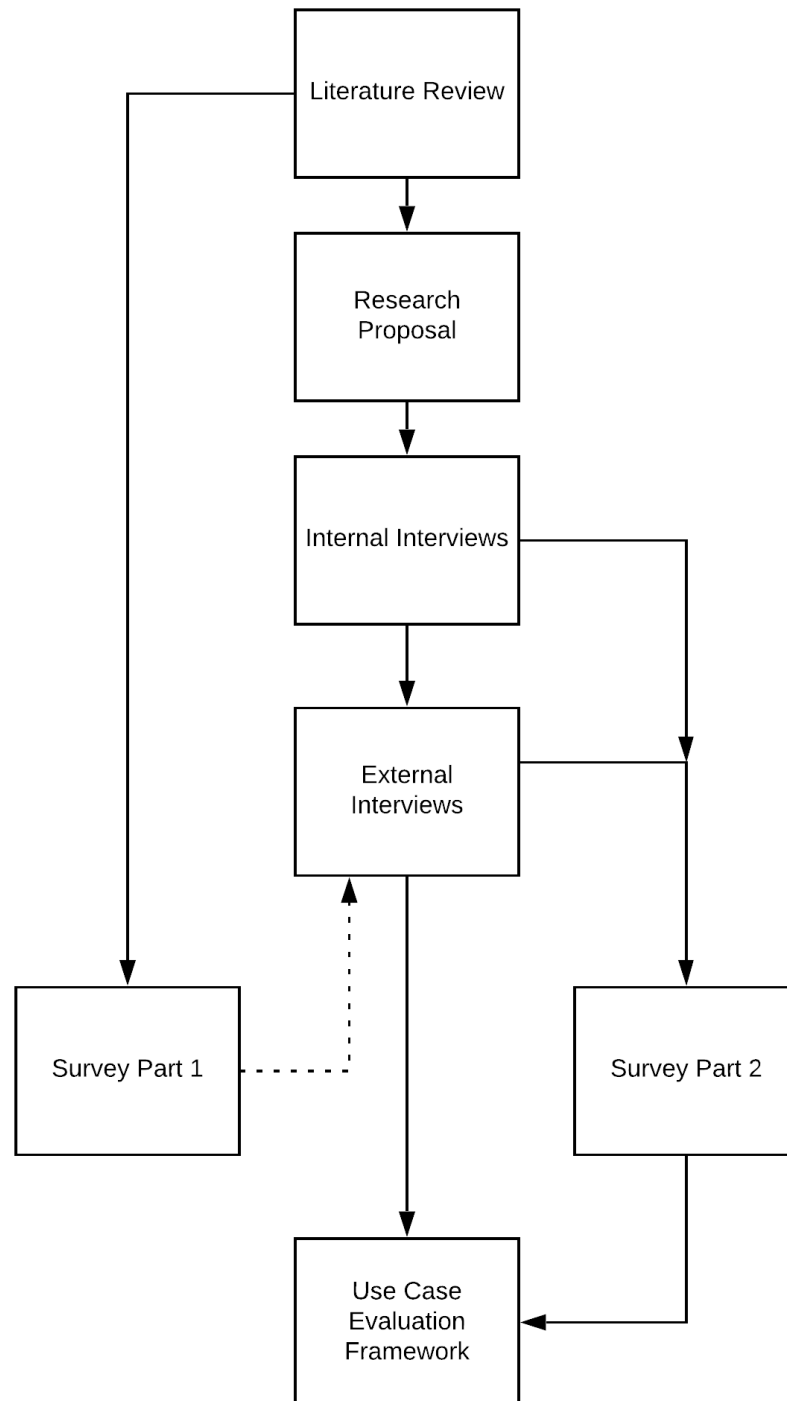 Literature Review
Research
Proposal
Internal Interviews
External
Interviews
Survey Part 1
Survey Part 2
Use Case
Evaluation
Framework